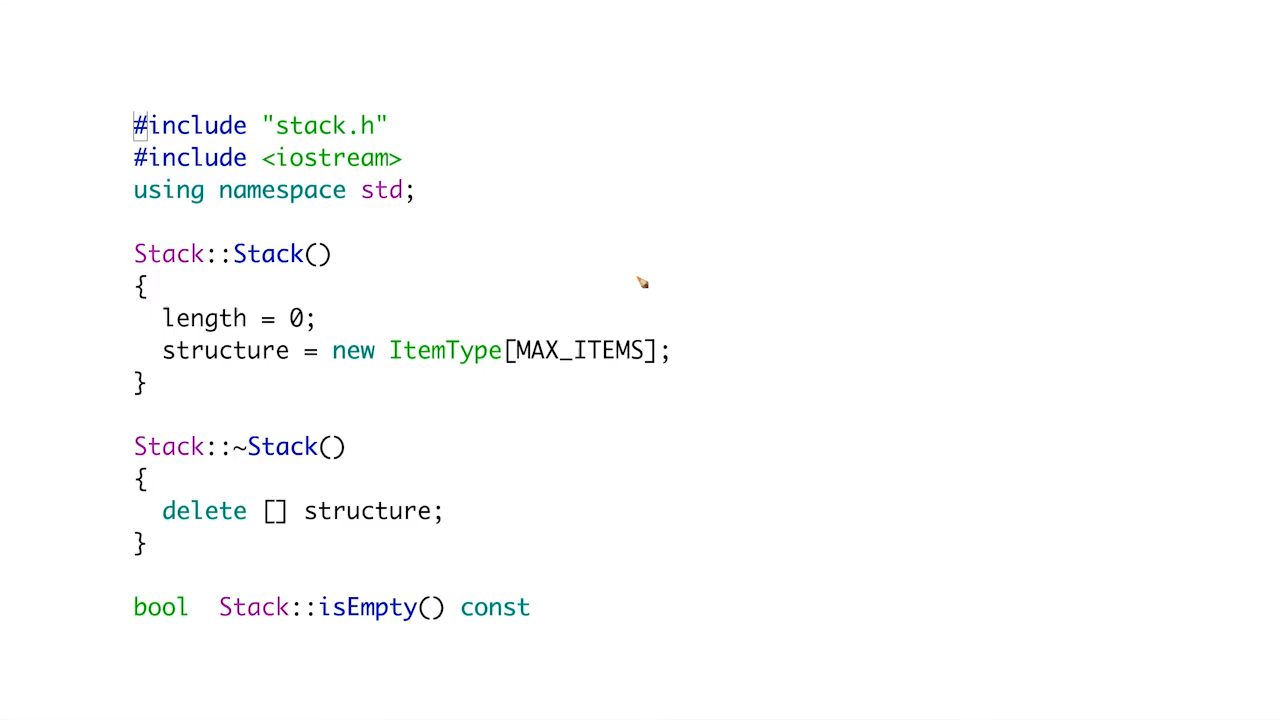 #include "stack.h"
#include <iostream>
using namespace std;
Stack::Stack()
{
  length = 0;
  structure = new ItemType[MAX_ITEMS];
}
Stack::~Stack()
{
  delete [] structure;
}
bool  Stack::isEmpty() const